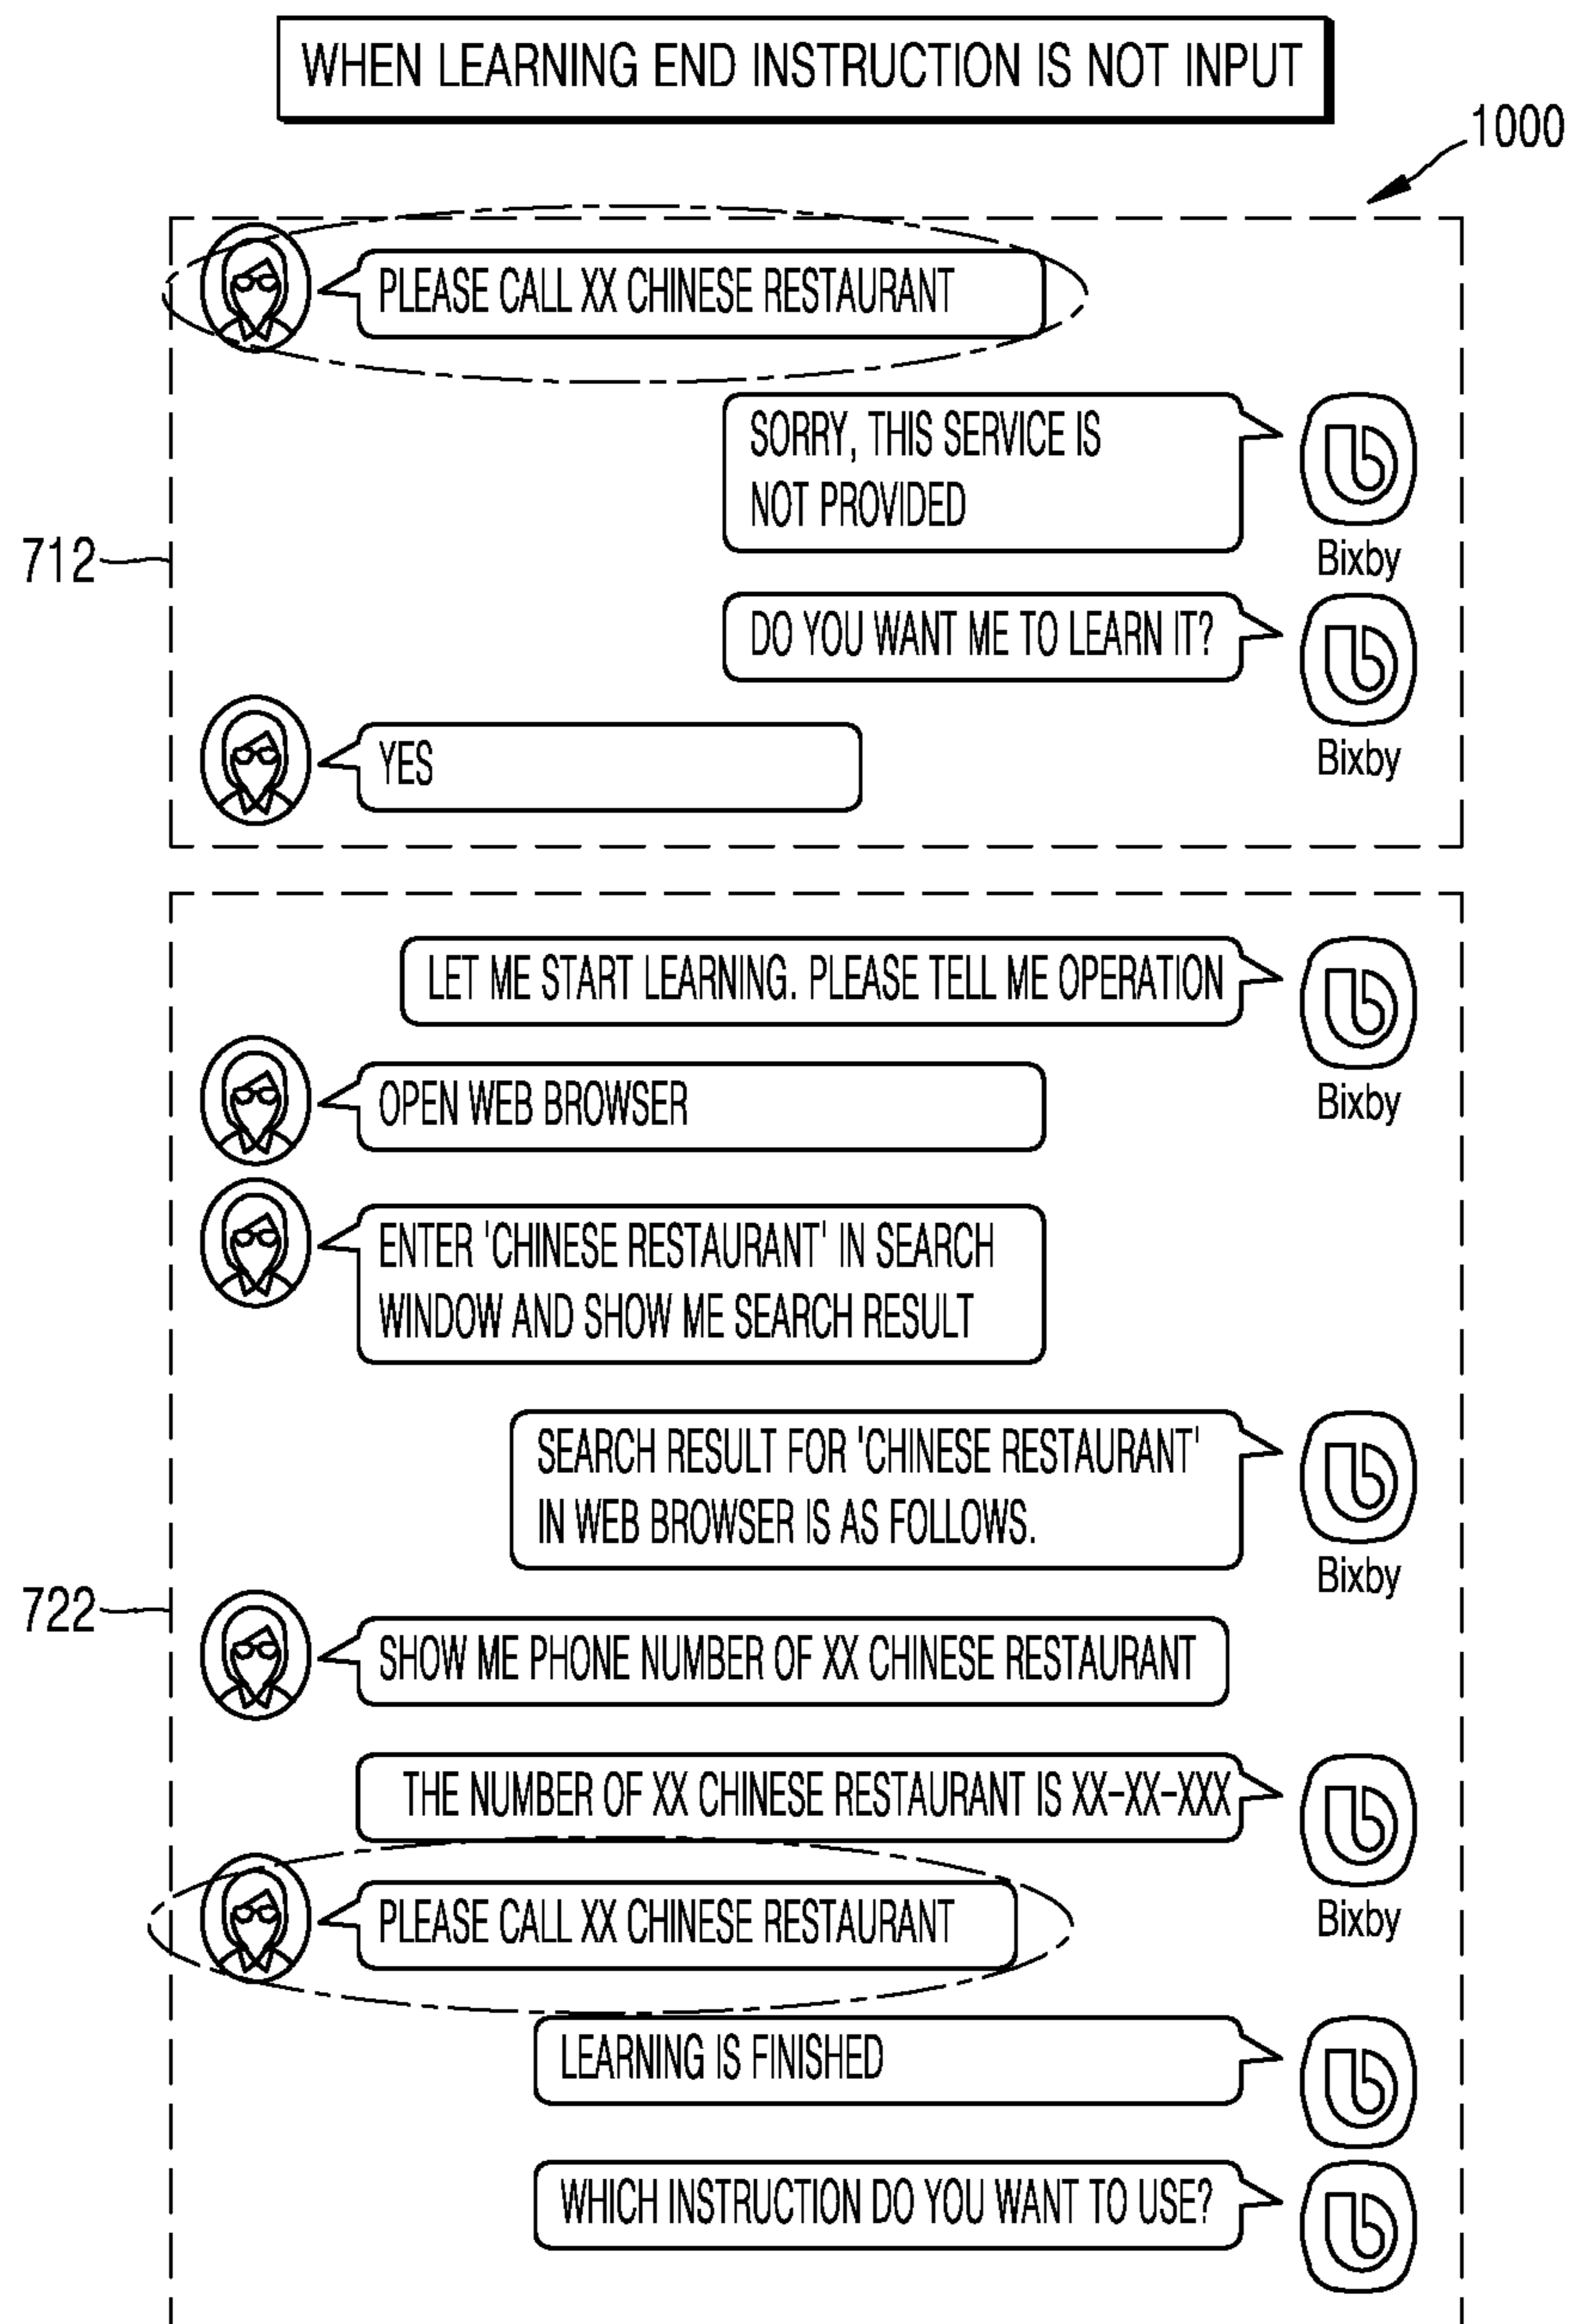 WHEN LEARNING END INSTRUCTION IS NOT INPUT
1000
PLEASE CALL XX CHINESE RESTAURANT
SORRY, THIS SERVICE IS
NOT PROVIDED
Bixby
712
DO YOU WANT ME TO LEARN IT?
Bixby
YES
LET ME START LEARNING. PLEASE TELL ME OPERATION
Bixby
OPEN WEB BROWSER
ENTER 'CHINESE RESTAURANT' IN SEARCH
WINDOW AND SHOW ME SEARCH RESULT
SEARCH RESULT FOR 'CHINESE RESTAURANT'
IN WEB BROWSER IS AS FOLLOWS.
Bixby
722
SHOW ME PHONE NUMBER OF XX CHINESE RESTAURANT
THE NUMBER OF XX CHINESE RESTAURANT IS XX-XX-XXX
Bixby
PLEASE CALL XX CHINESE RESTAURANT
LEARNING IS FINISHED
WHICH INSTRUCTION DO YOU WANT TO USE?